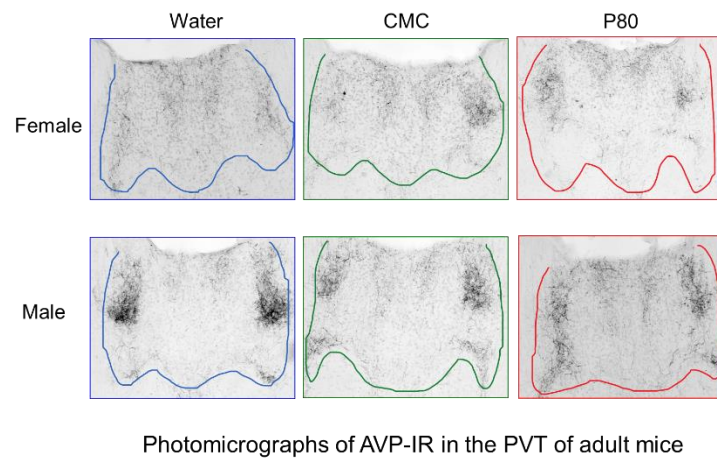 Water CMC P80
Female
Male
Photomicrographs of AVP-IR in the PVT of adult mice